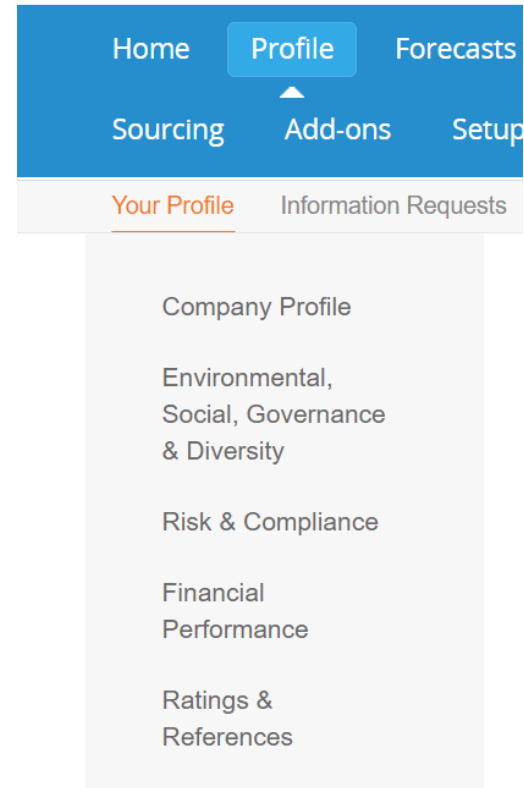 Home Profile Forecasts
Sourcing Add-ons Setup
Your Profile Information Requests
Company Profile
Environmental,
Social, Governance
& Diversity
Risk & Compliance
Financial
Performance
Ratings &
References